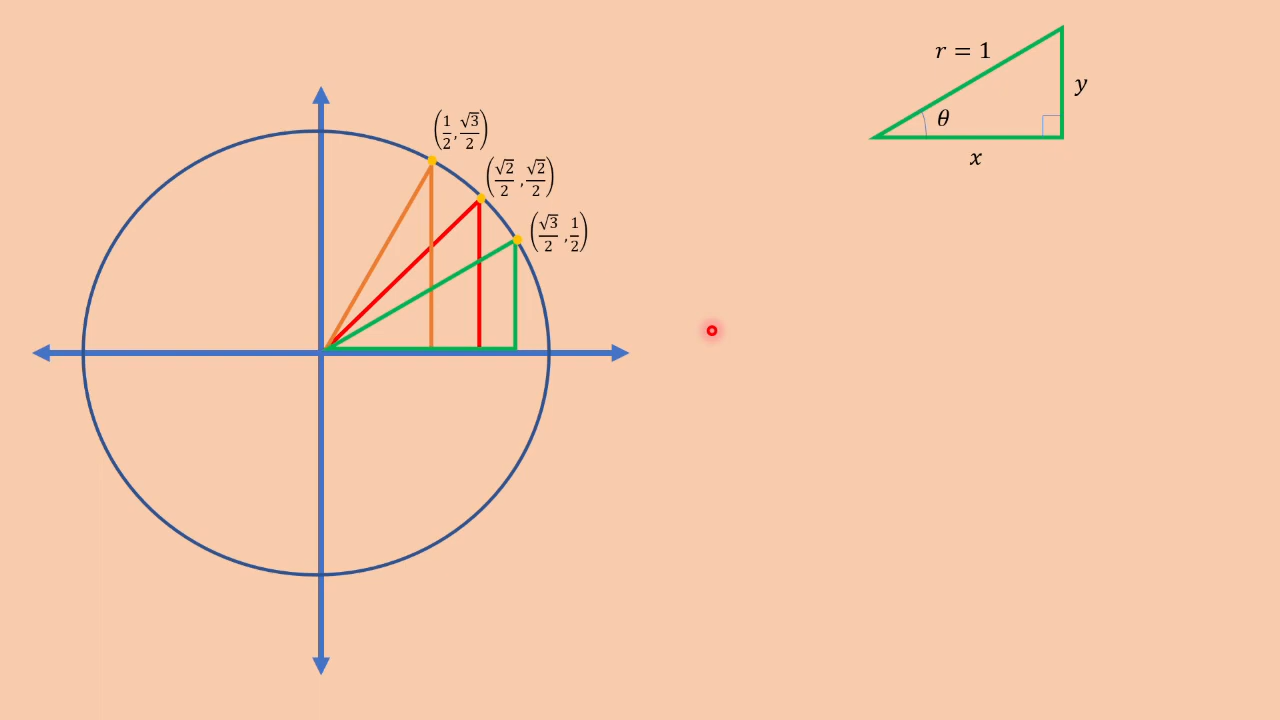 (1/2, √3/2)
(√2/2, √2/2)
(√3/2, 1/2)
r = 1
y
θ
x